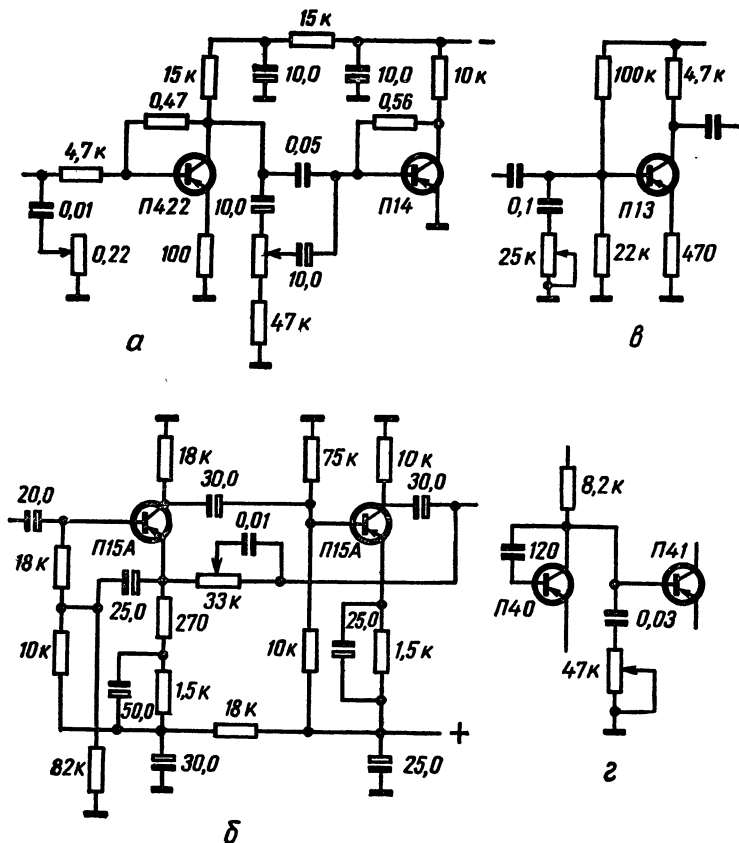 15 к
15 к
10,0
10,0
10 к
0,47
0,56
4,7 к
0,05
П422
П14
0,01
0,22
100
10,0
10,0
47 к
а
100 к
4,7 к
0,1
П13
25 к
22 к
470
в
18 к
75 к
10 к
30,0
30,0
20,0
0,01
П15А
П15А
18 к
25,0
33 к
25,0
270
10 к
10 к
1,5 к
1,5 к
50,0
18 к
+
82 к
30,0
25,0
б
8,2 к
120
П41
П40
0,03
47 к
г